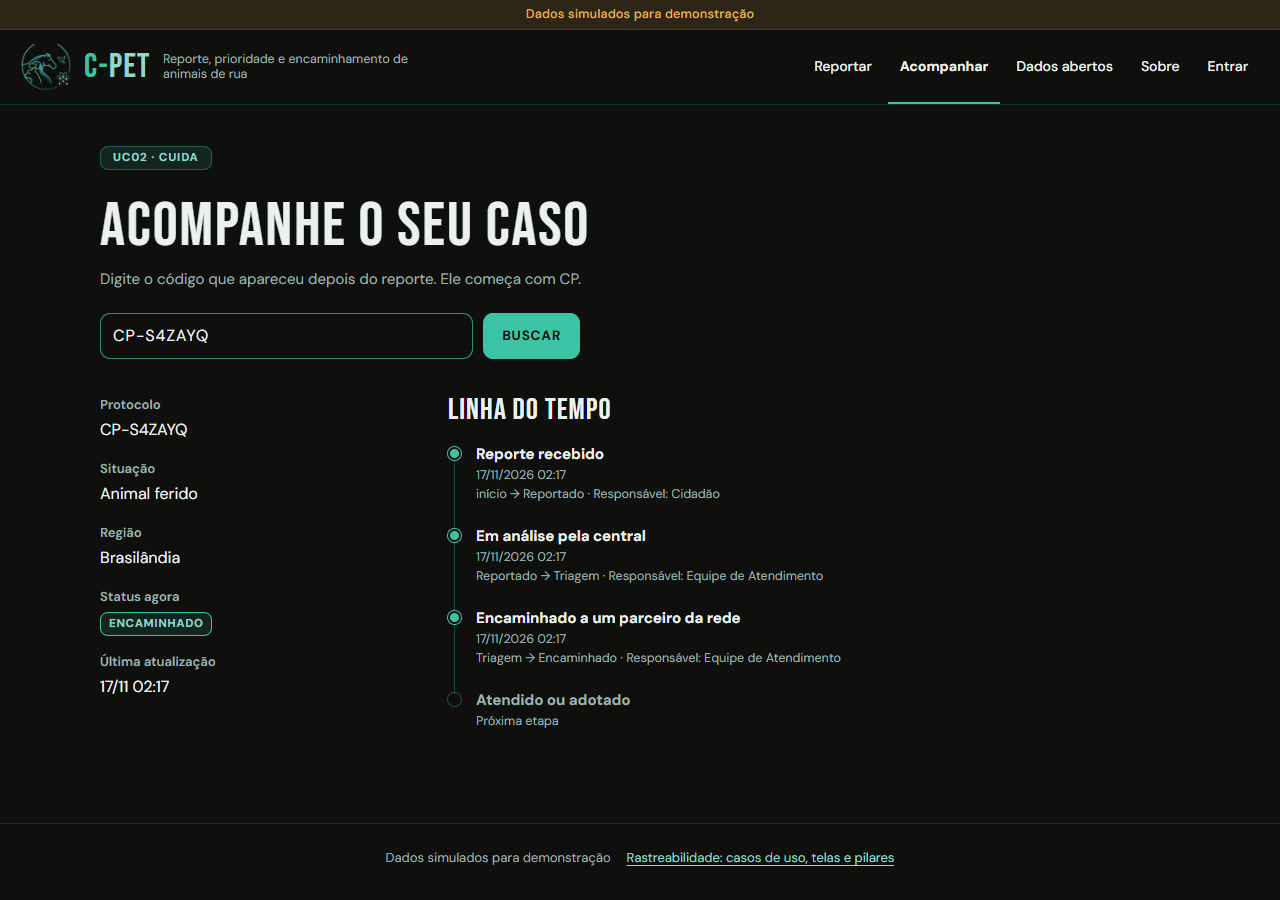 Dados simulados para demonstração
C-PET
Reporte, prioridade e encaminhamento de
animais de rua
Reportar
Acompanhar
Dados abertos
Sobre
Entrar
UC02 · CUIDA
ACOMPANHE O SEU CASO
Digite o código que apareceu depois do reporte. Ele começa com CP.
CP-S4ZAYQ
BUSCAR
Protocolo
CP-S4ZAYQ
Situação
Animal ferido
Região
Brasilândia
Status agora
ENCAMINHADO
Última atualização
17/11 02:17
LINHA DO TEMPO
Reporte recebido
17/11/2026 02:17
início → Reportado · Responsável: Cidadão
Em análise pela central
17/11/2026 02:17
Reportado → Triagem · Responsável: Equipe de Atendimento
Encaminhado a um parceiro da rede
17/11/2026 02:17
Triagem → Encaminhado · Responsável: Equipe de Atendimento
Atendido ou adotado
Próxima etapa
Dados simulados para demonstração
Rastreabilidade: casos de uso, telas e pilares